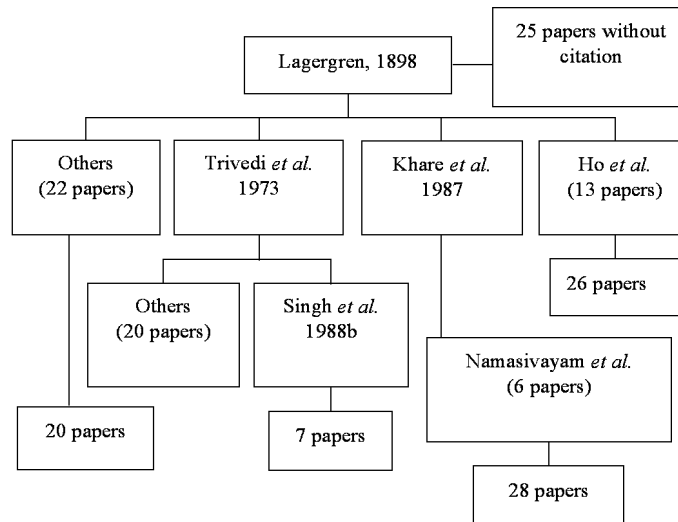 25 papers without
citation
Lagergren, 1898
Others
(22 papers)
Trivedi et al.
1973
Khare et al.
1987
Ho et al.
(13 papers)
26 papers
Others
(20 papers)
Singh et al.
1988b
Namasivayam et al.
(6 papers)
20 papers
7 papers
28 papers